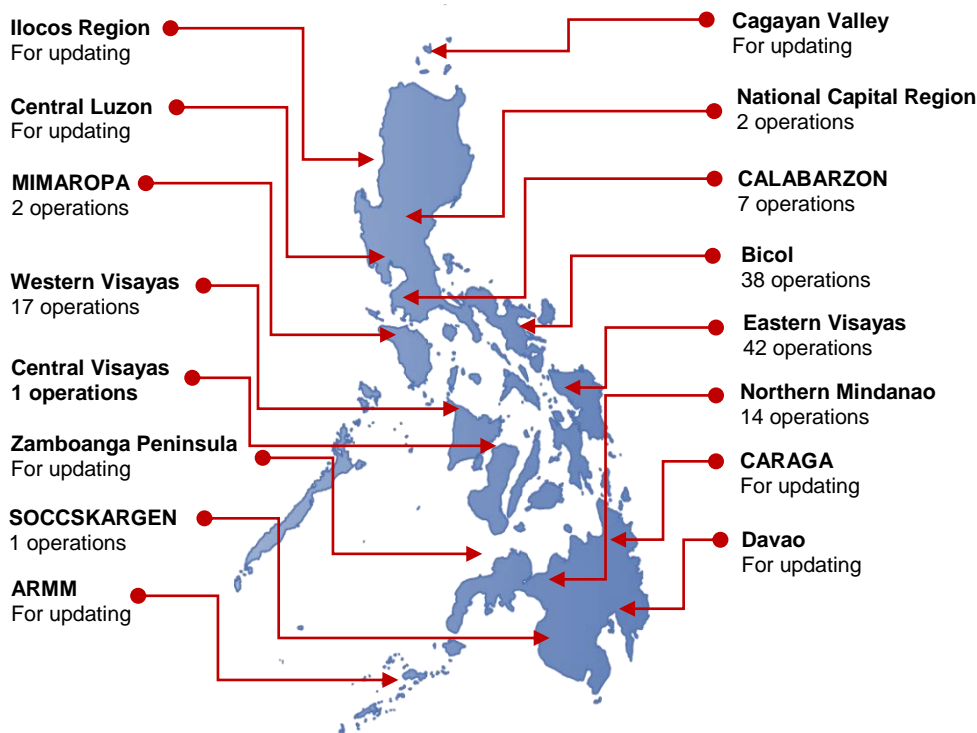 Ilocos Region
For updating
Central Luzon
For updating
MIMAROPA
2 operations
Western Visayas
17 operations
Central Visayas
1 operations
Zamboanga Peninsula
For updating
SOCCSKARGEN
1 operations
ARMM
For updating
Cagayan Valley
For updating
National Capital Region
2 operations
CALABARZON
7 operations
Bicol
38 operations
Eastern Visayas
42 operations
Northern Mindanao
14 operations
CARAGA
For updating
Davao
For updating